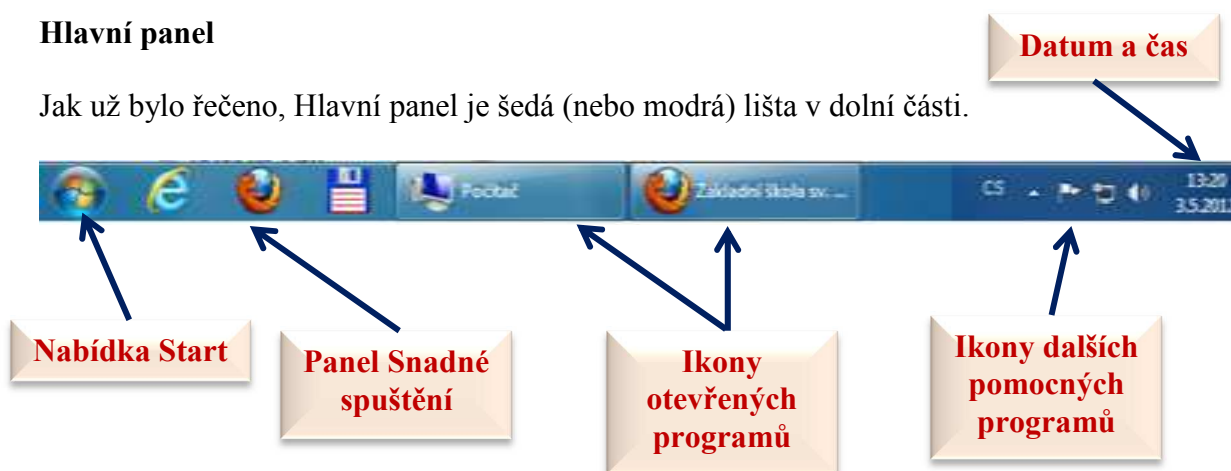 Hlavní panel
Datum a čas
Jak už bylo řečeno, Hlavní panel je šedá (nebo modrá) lišta v dolní části.
Počítač
Základní škola sv. ...
CS
13:20
3.5.201
Nabídka Start
Panel Snadné
spuštění
Ikony
otevřených
programů
Ikony dalších
pomocných
programů